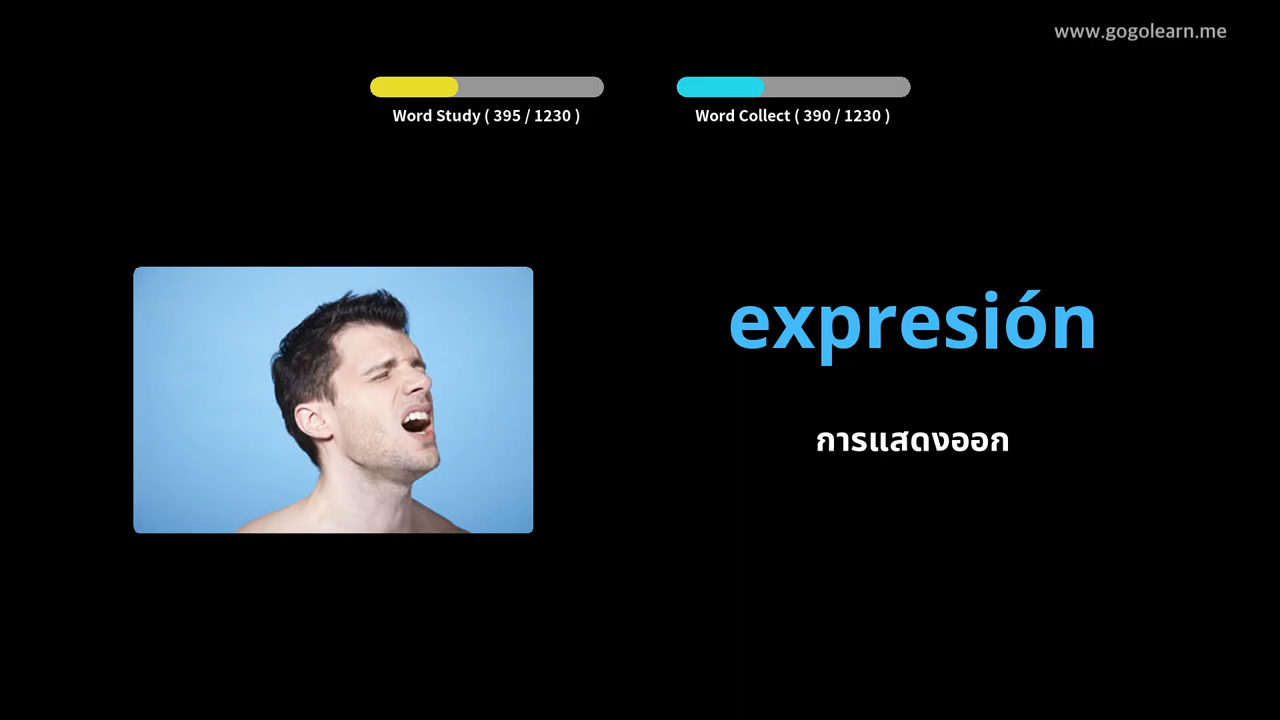 www.gogolearn.me
Word Study ( 395 / 1230 )
Word Collect ( 390 / 1230 )
expresión
การแสดงออก